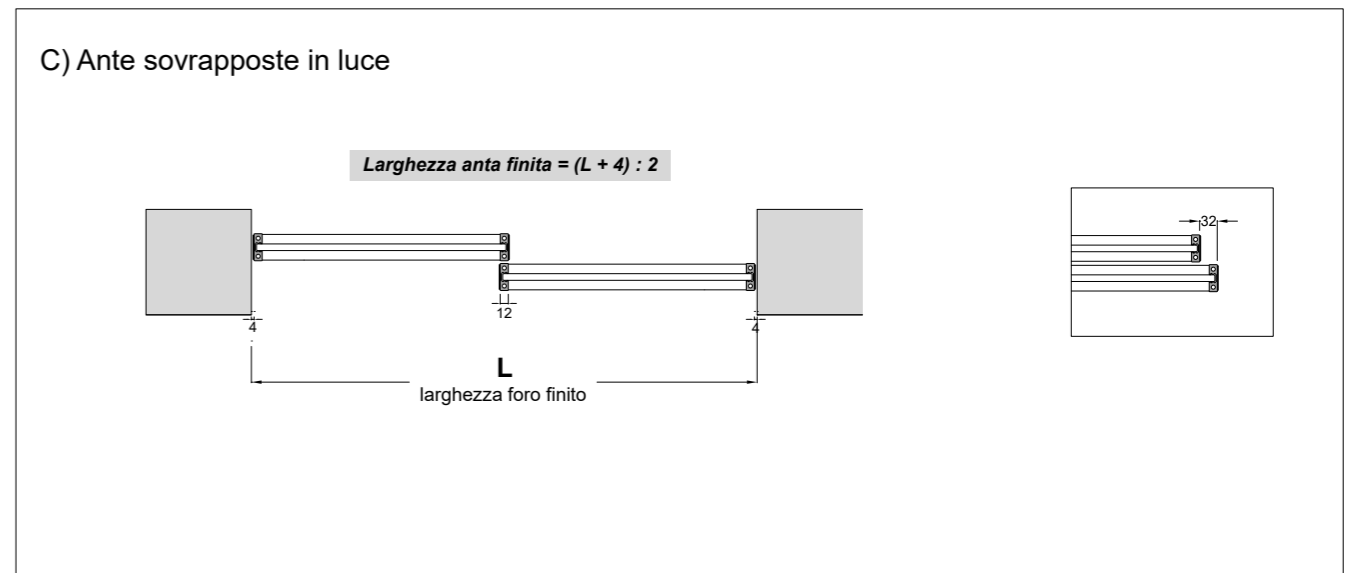 C) Ante sovrapposte in luce
Larghezza anta finita = (L + 4) : 2
32
4
12
4
L
larghezza foro finito